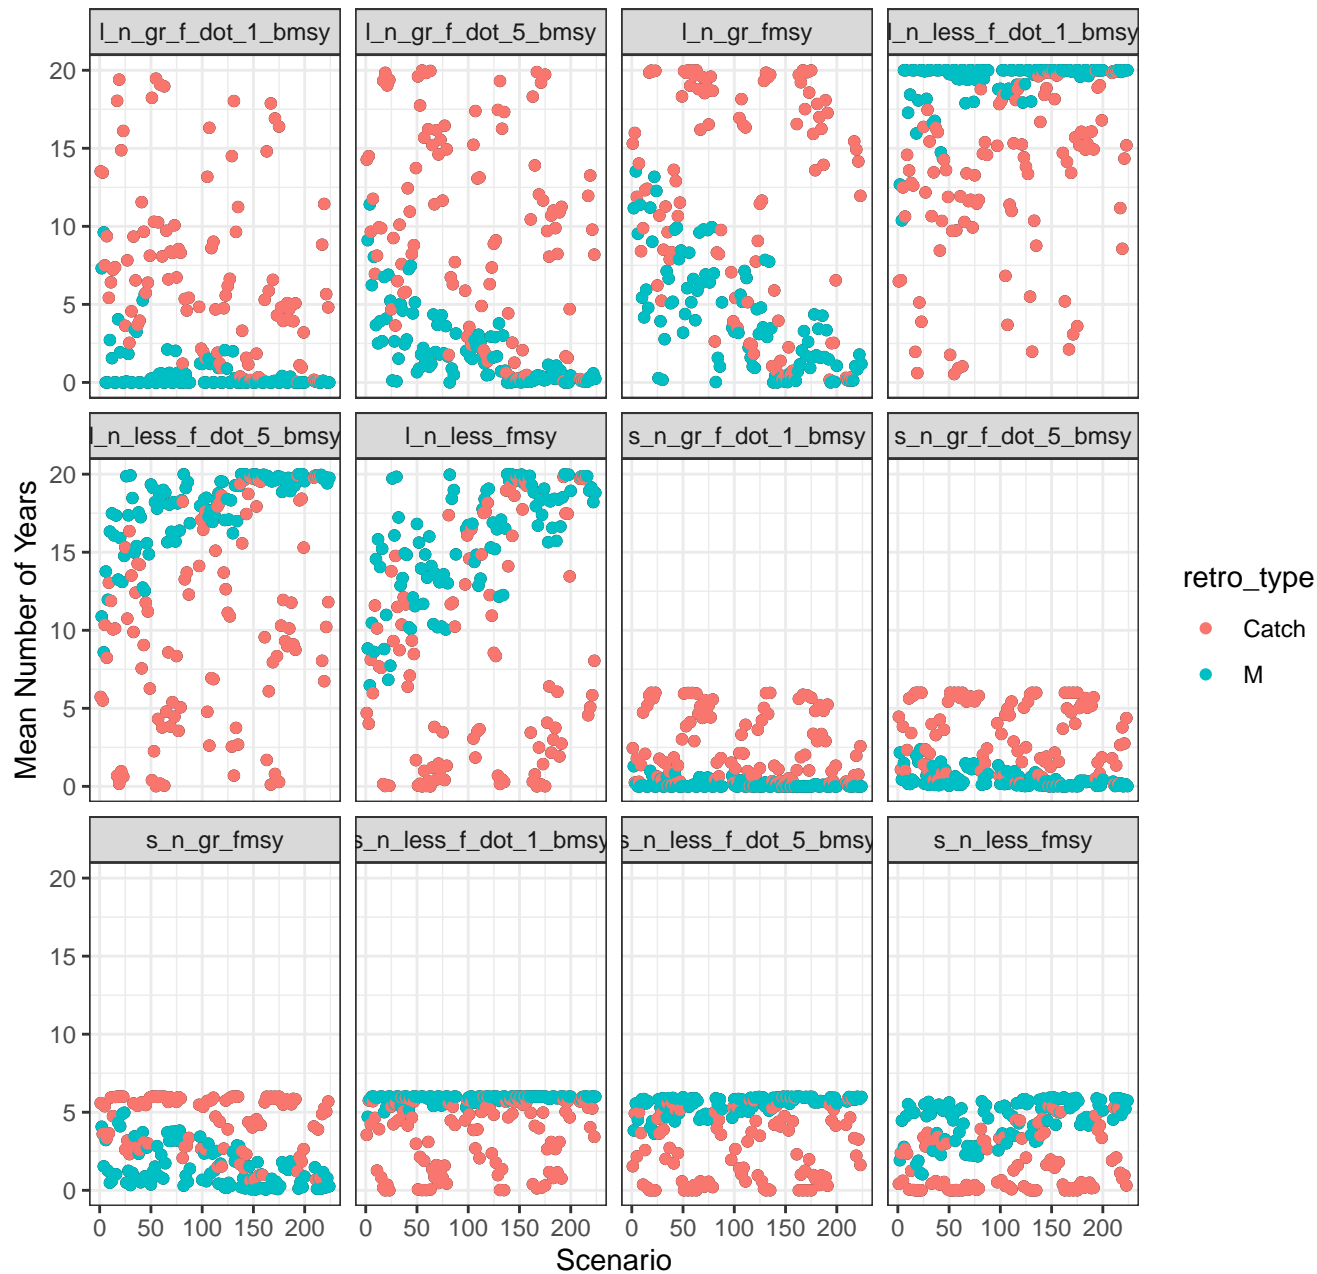 l_n_gr_f_dot_1_bmsy
l_n_gr_f_dot_5_bmsy
l_n_gr_fmsy
l_n_less_f_dot_1_bmsy
20
15
10
5
0
l_n_less_f_dot_5_bmsy
l_n_less_fmsy
s_n_gr_f_dot_1_bmsy
s_n_gr_f_dot_5_bmsy
20
15
10
5
0
s_n_gr_fmsy
s_n_less_f_dot_1_bmsy
s_n_less_f_dot_5_bmsy
s_n_less_fmsy
20
15
10
5
0
0 50 100 150 200
0 50 100 150 200
0 50 100 150 200
0 50 100 150 200
Scenario
Mean Number of Years
retro_type
Catch
M